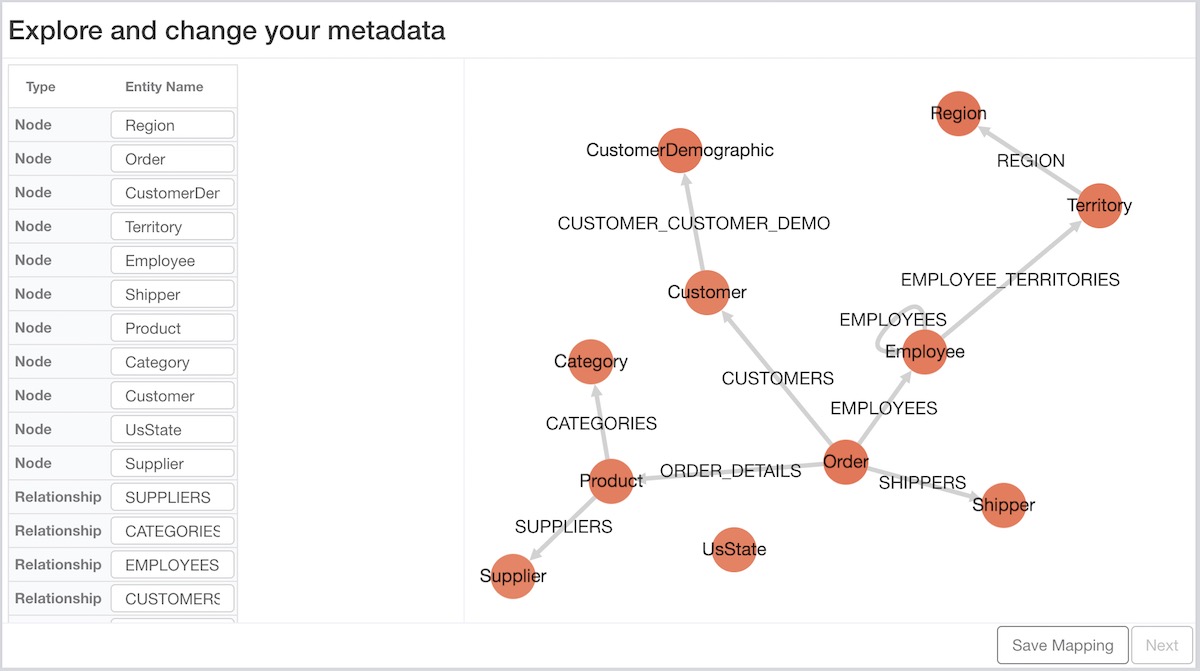 Explore and change your metadata
Type Entity Name
Node Region
Node Order
Node CustomerDer
Node Territory
Node Employee
Node Shipper
Node Product
Node Category
Node Customer
Node UsState
Node Supplier
Relationship SUPPLIERS
Relationship CATEGORIES
Relationship EMPLOYEES
Relationship CUSTOMERS
Region
CustomerDemographic
REGION
Territory
CUSTOMER_CUSTOMER_DEMO
EMPLOYEE_TERRITORIES
Customer
EMPLOYEES
Employee
Category
CUSTOMERS
EMPLOYEES
CATEGORIES
Order
ORDER_DETAILS
Product
SHIPPERS
Shipper
SUPPLIERS
UsState
Supplier
Save Mapping
Next